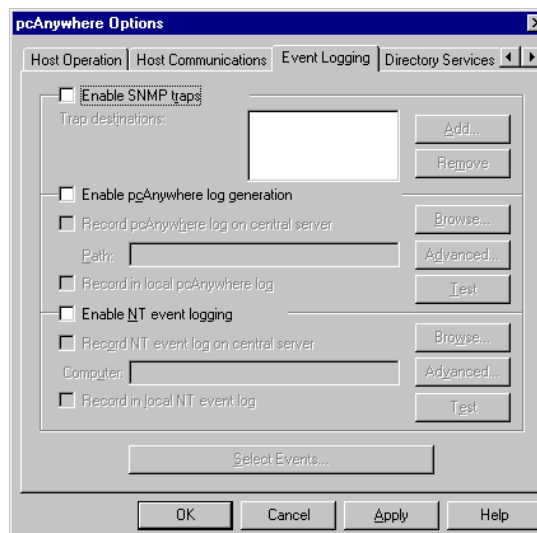 pcAnywhere Options
Host Operation Host Communications Event Logging Directory Services
Enable SNMP traps
Trap destinations:
Add...
Remove
Enable pcAnywhere log generation
Record pcAnywhere log on central server
Browse...
Path:
Advanced...
Record in local pcAnywhere log
Test
Enable NT event logging
Record NT event log on central server
Browse...
Computer:
Advanced...
Record in local NT event log
Test
Select Events...
OK Cancel Apply Help